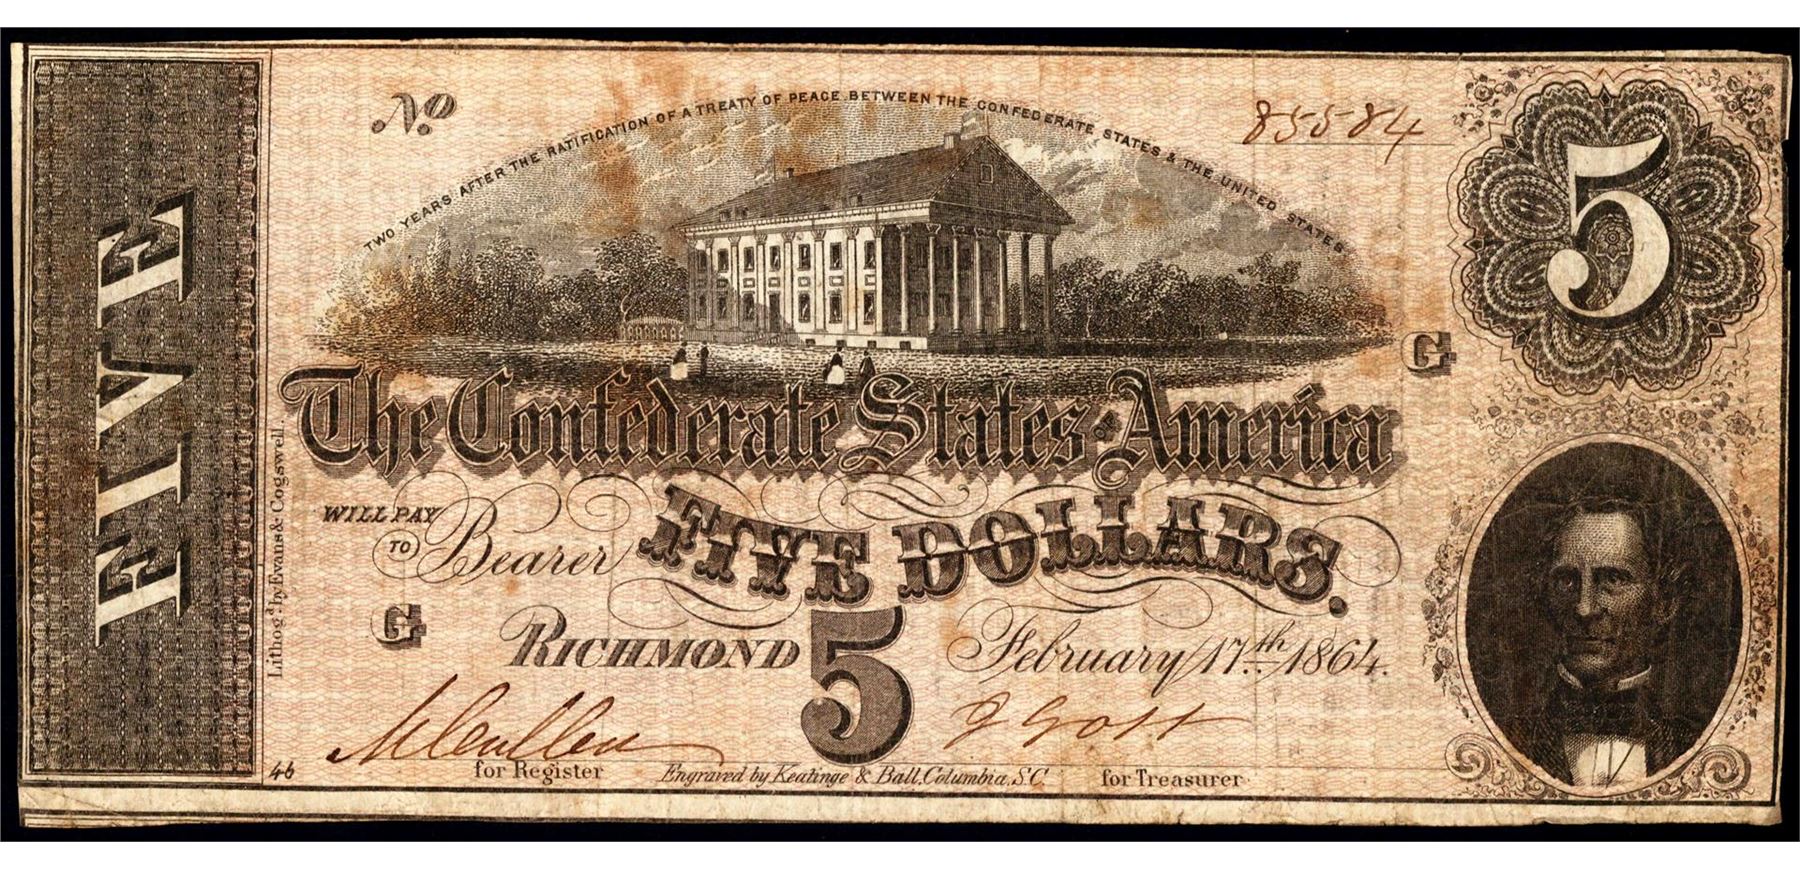 FIVE
No.
85584
TWO YEARS AFTER THE RATIFICATION OF A TREATY OF PEACE BETWEEN THE CONFEDERATE STATES & THE UNITED STATES
5
G
The Confederate States OF America
WILL PAY
TO Bearer
FIVE DOLLARS.
G
RICHMOND 5 February 17th 1864.
Lithog'd by Evans & Cogswell.
46
for Register
Engraved by Keatinge & Ball, Columbia, S.C.
for Treasurer